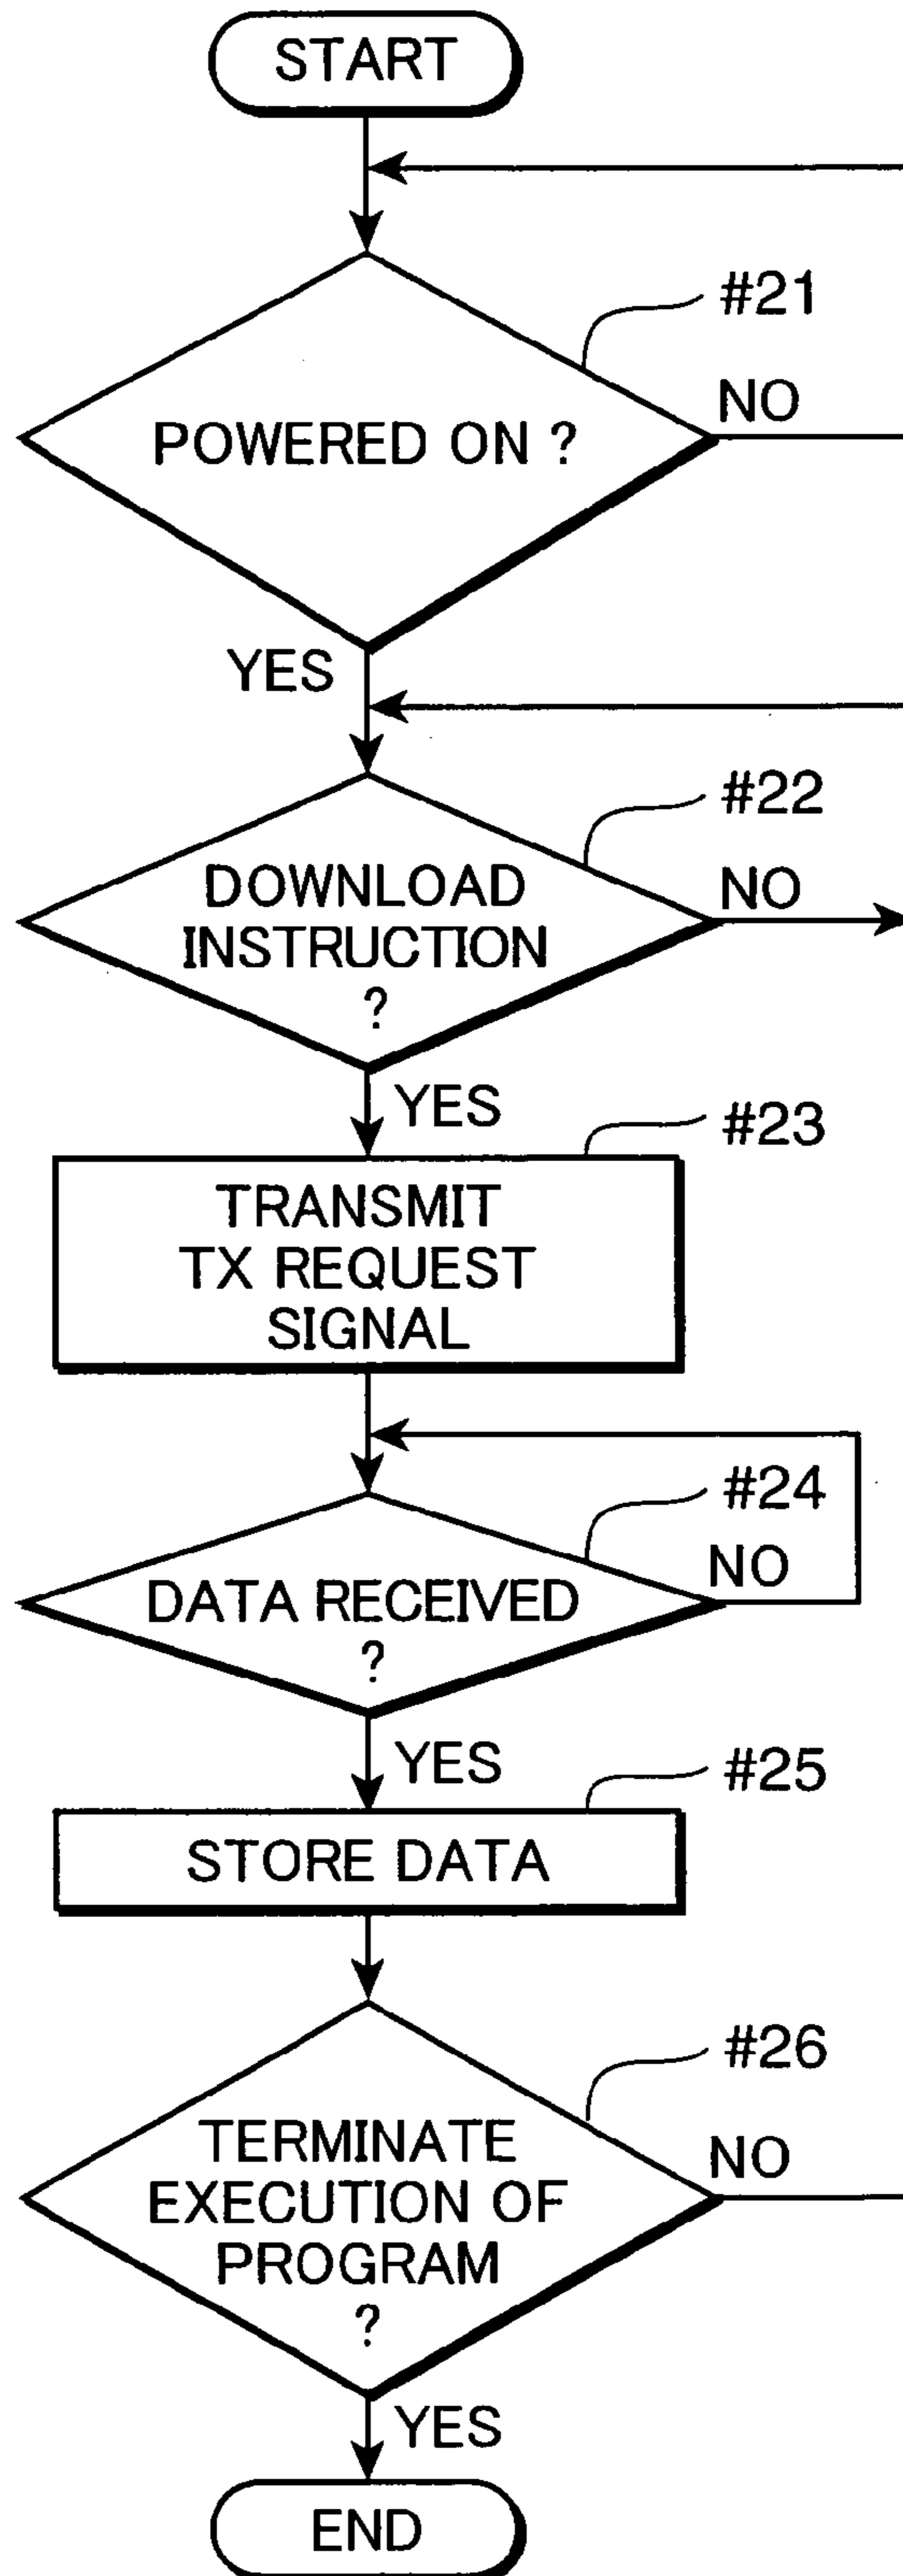 START
#21
NO
POWERED ON ?
YES
#22
DOWNLOAD
INSTRUCTION
?
NO
YES
#23
TRANSMIT
TX REQUEST
SIGNAL
#24
NO
DATA RECEIVED
?
YES
#25
STORE DATA
#26
TERMINATE
EXECUTION OF
PROGRAM
?
NO
YES
END